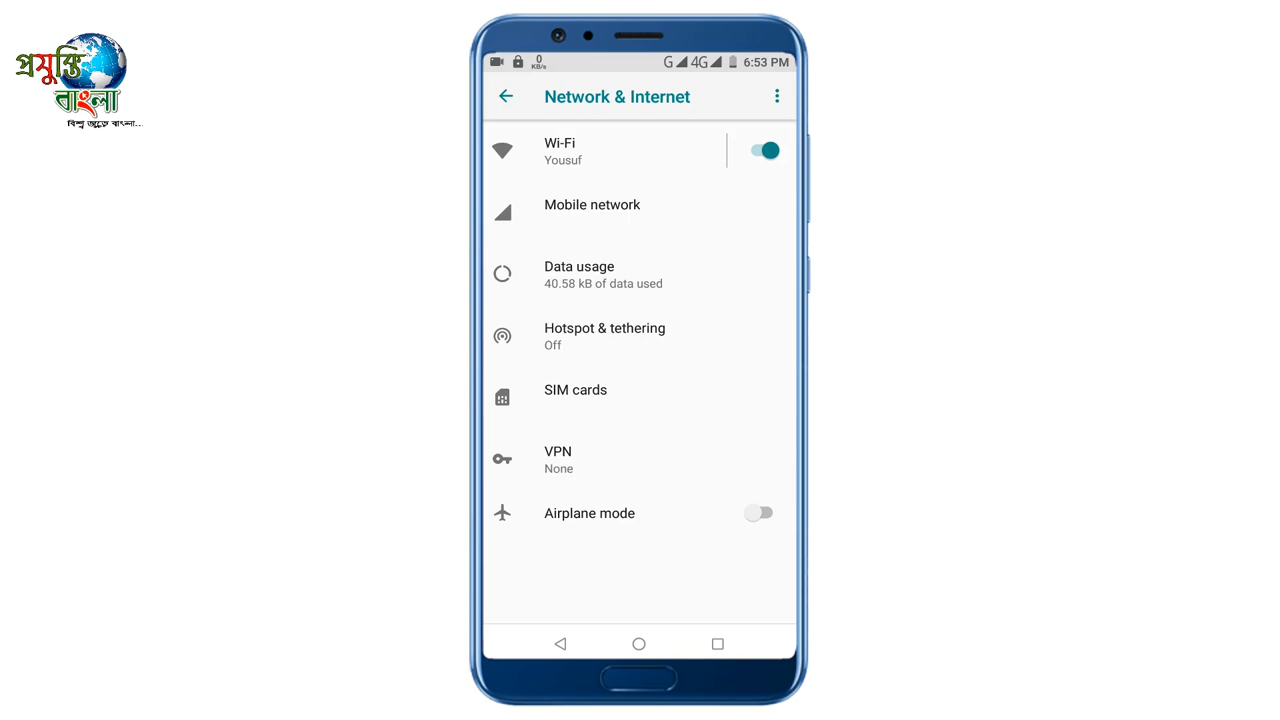 প্রযুক্তি
বাংলা
বিশ্ব জুড়ে বাংলা...
0
KB/s
G 4G 6:53 PM
Network & Internet
Wi-Fi
Yousuf
Mobile network
Data usage
40.58 kB of data used
Hotspot & tethering
Off
SIM cards
VPN
None
Airplane mode